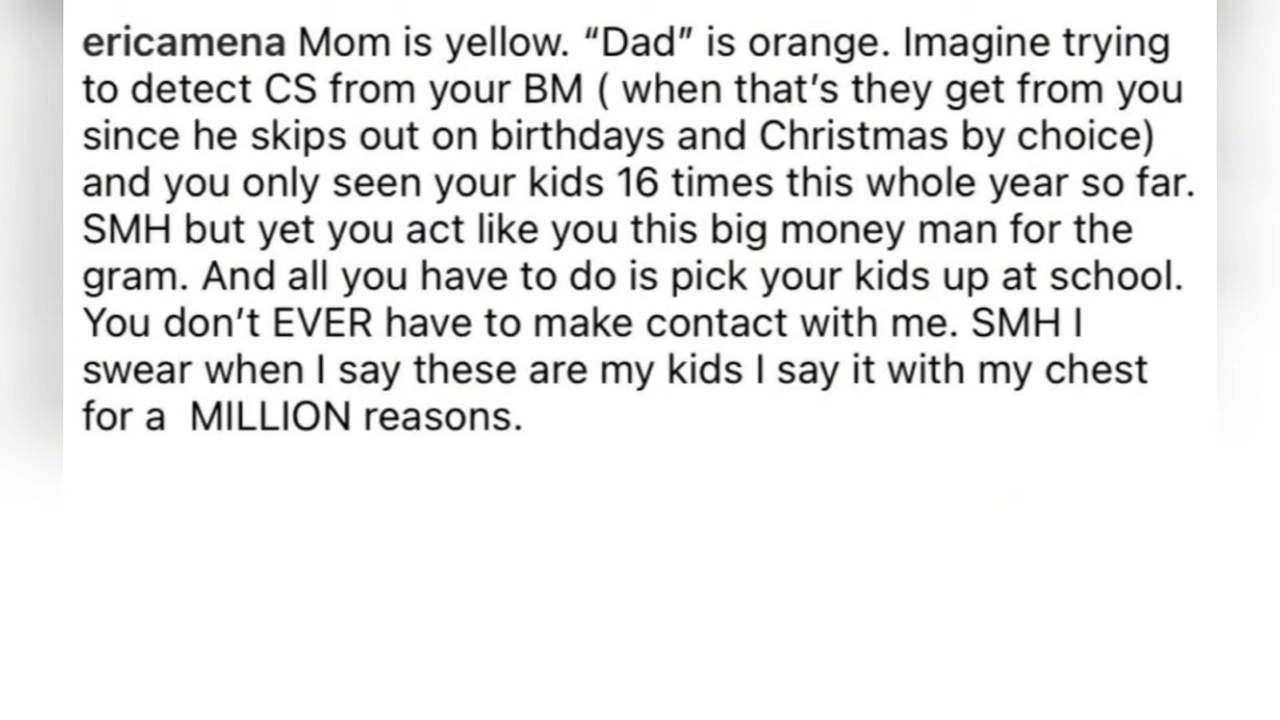 ericamena Mom is yellow. “Dad” is orange. Imagine trying
to detect CS from your BM ( when that’s they get from you
since he skips out on birthdays and Christmas by choice)
and you only seen your kids 16 times this whole year so far.
SMH but yet you act like you this big money man for the
gram. And all you have to do is pick your kids up at school.
You don’t EVER have to make contact with me. SMH I
swear when I say these are my kids I say it with my chest
for a  MILLION reasons.